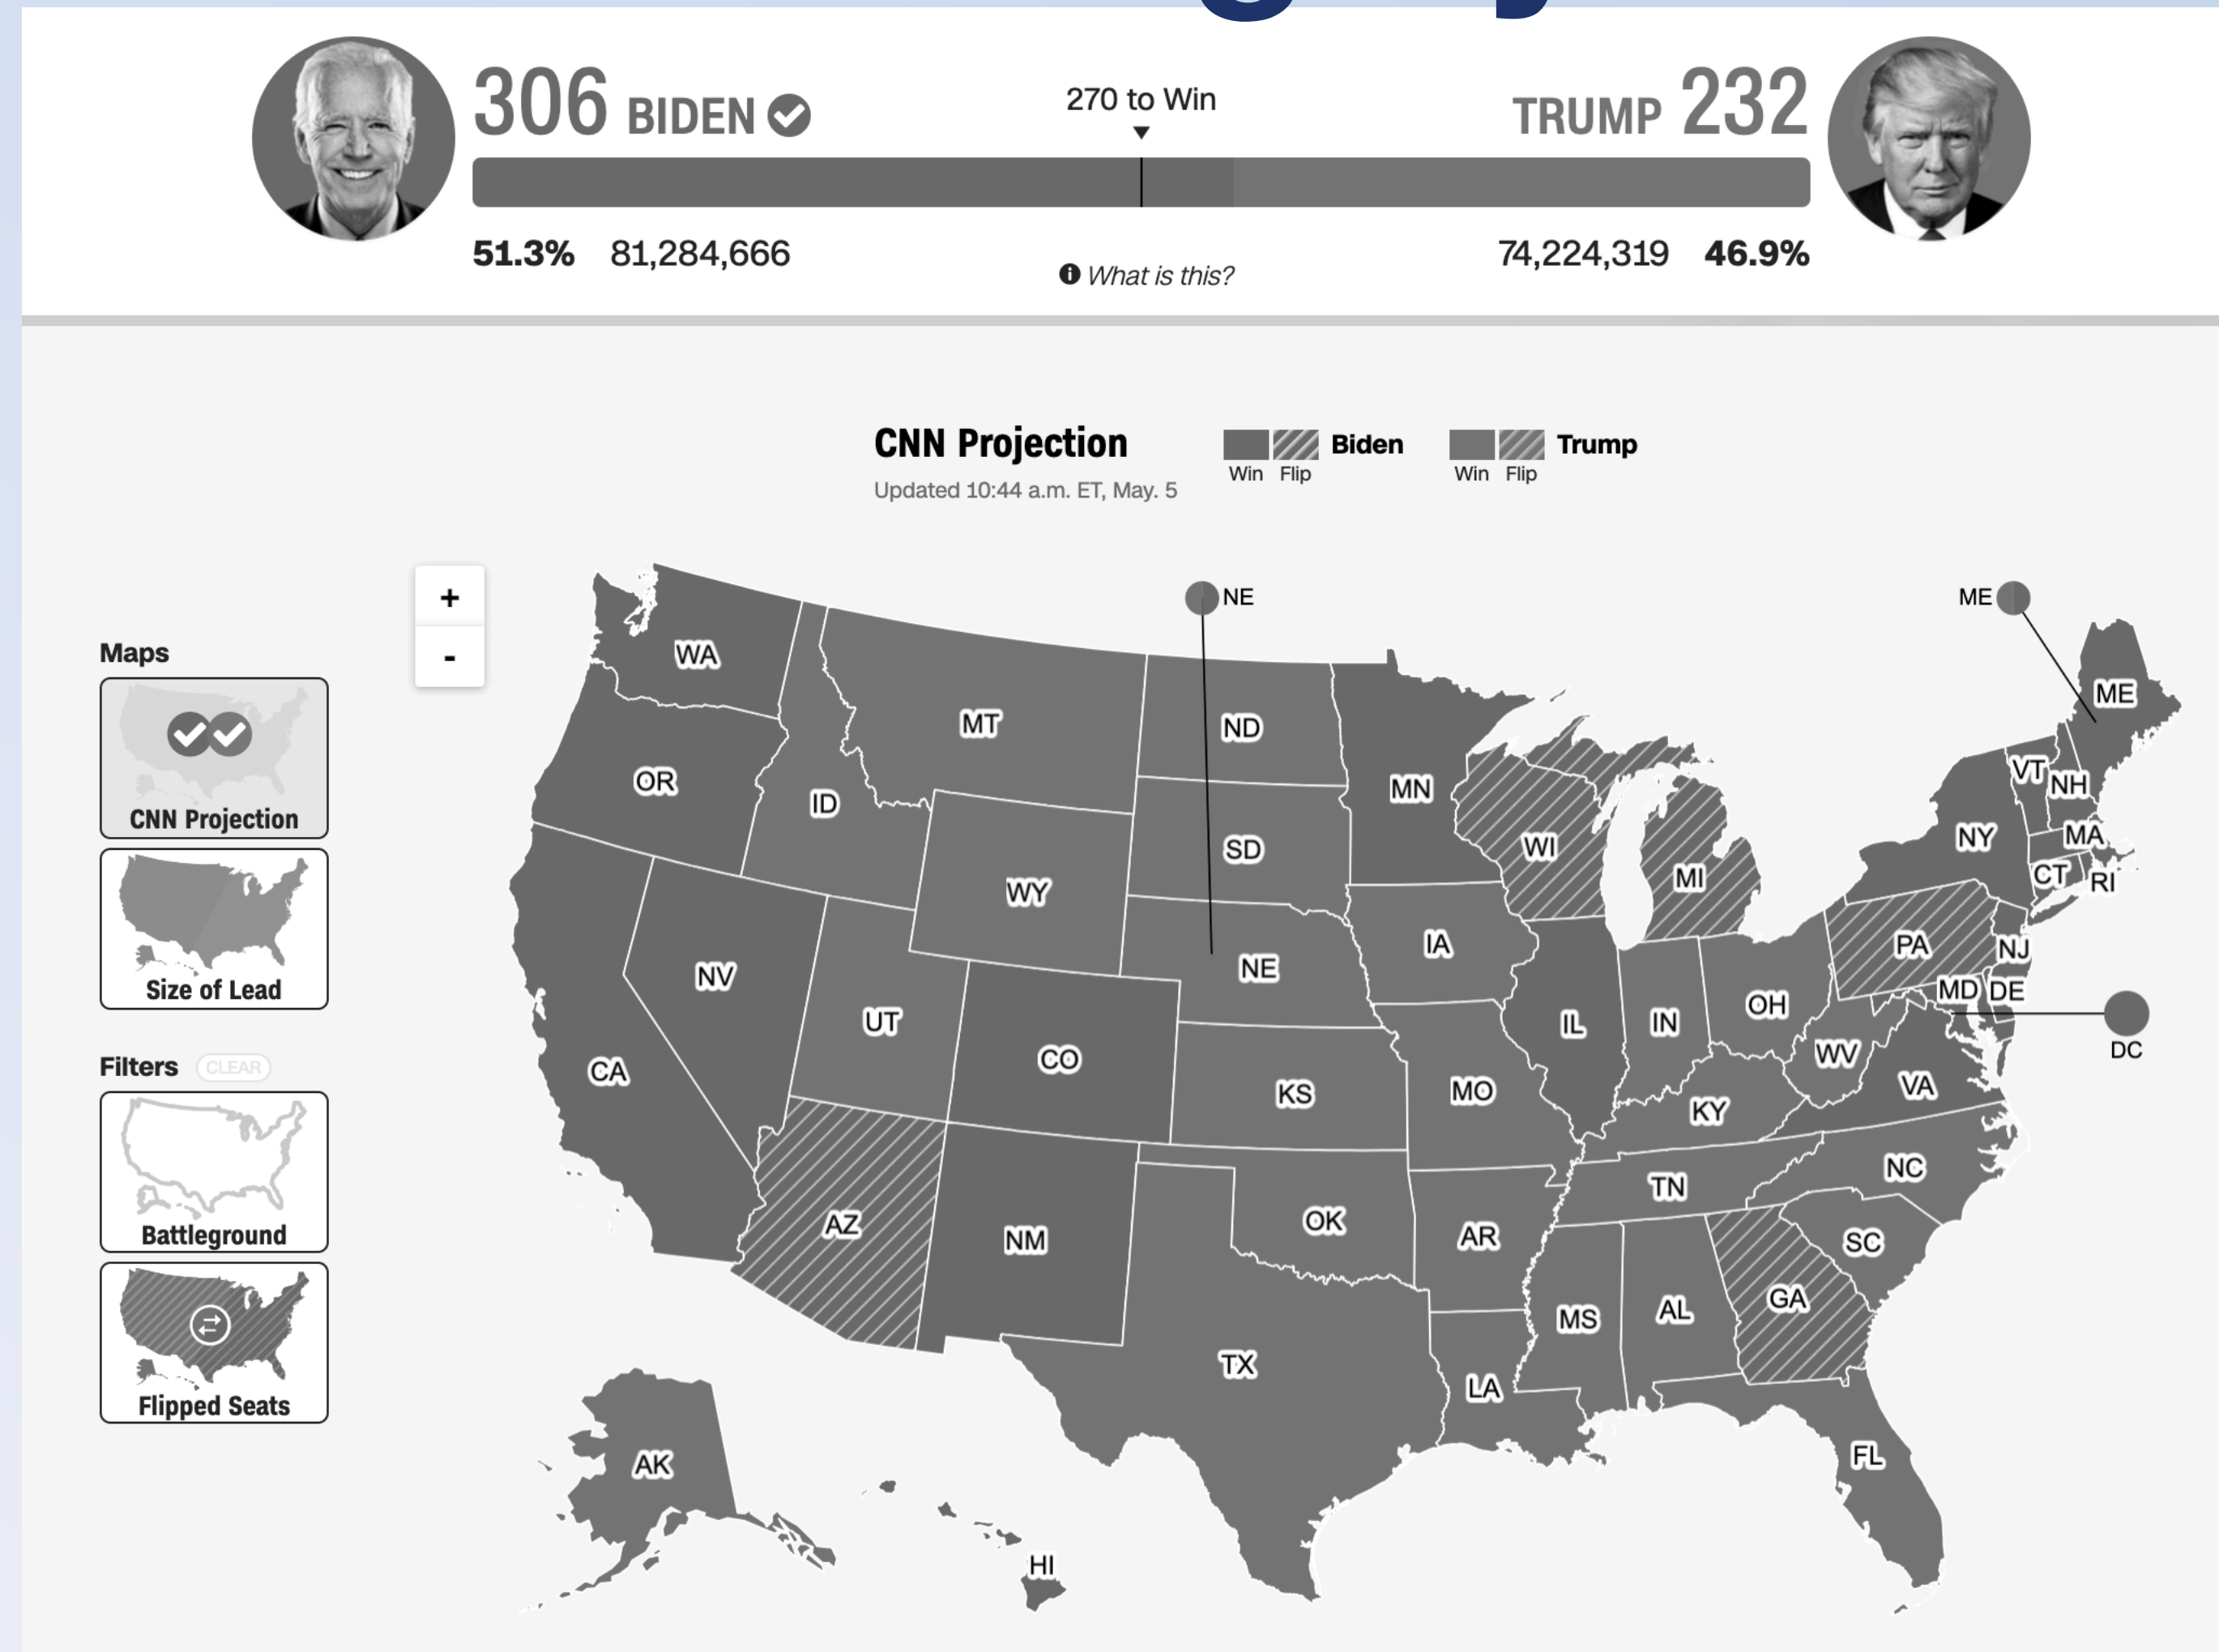 306 BIDEN
270 to Win
TRUMP 232
51.3% 81,284,666
What is this?
74,224,319 46.9%
CNN Projection
Updated 10:44 a.m. ET, May. 5
Biden
Win Flip
Trump
Win Flip
+
-
Maps
CNN Projection
Size of Lead
Filters CLEAR
Battleground
Flipped Seats
NE
ME
WA
ME
MT
ND
VT
NH
OR
ID
MN
WI
NY
MA
SD
MI
CT
RI
WY
IA
PA
NJ
NE
NV
MD
DE
UT
IL
IN
OH
DC
CO
WV
CA
KS
MO
VA
KY
NC
TN
AZ
NM
OK
AR
SC
GA
MS
AL
TX
LA
FL
AK
HI